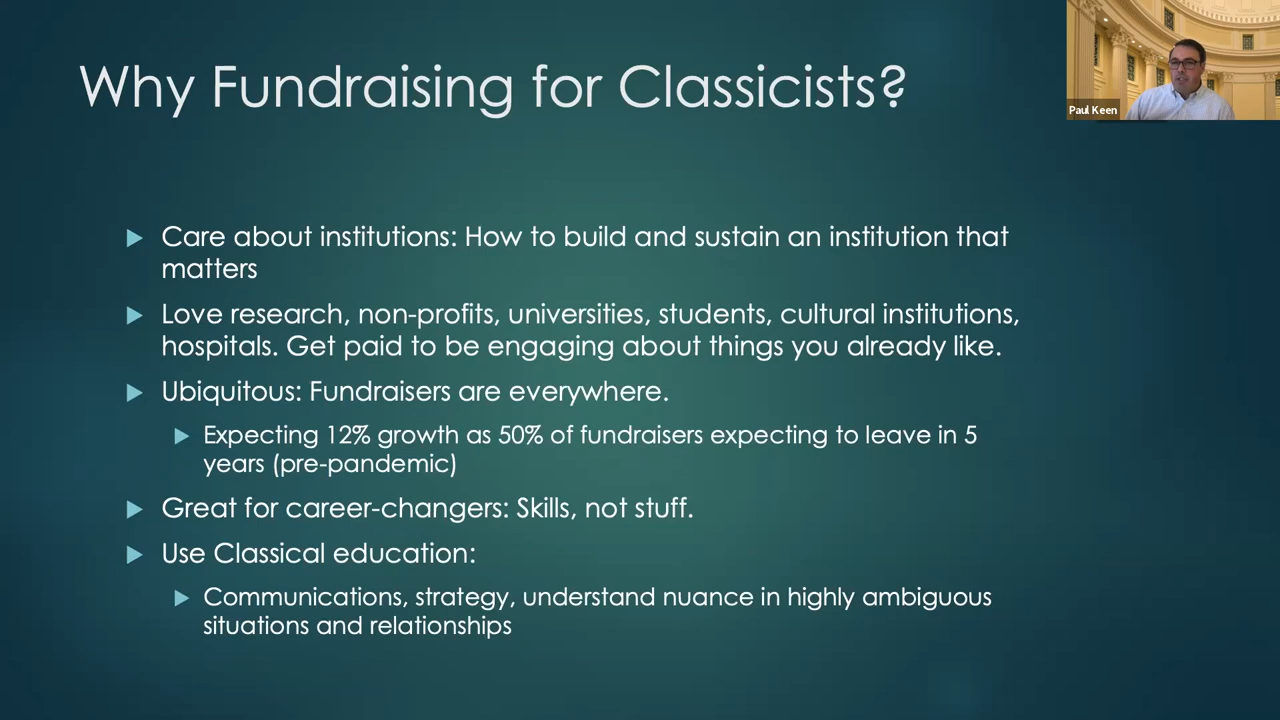 Why Fundraising for Classicists?
Paul Keen
Care about institutions: How to build and sustain an institution that
matters
Love research, non-profits, universities, students, cultural institutions,
hospitals. Get paid to be engaging about things you already like.
Ubiquitous: Fundraisers are everywhere.
Expecting 12% growth as 50% of fundraisers expecting to leave in 5
years (pre-pandemic)
Great for career-changers: Skills, not stuff.
Use Classical education:
Communications, strategy, understand nuance in highly ambiguous
situations and relationships